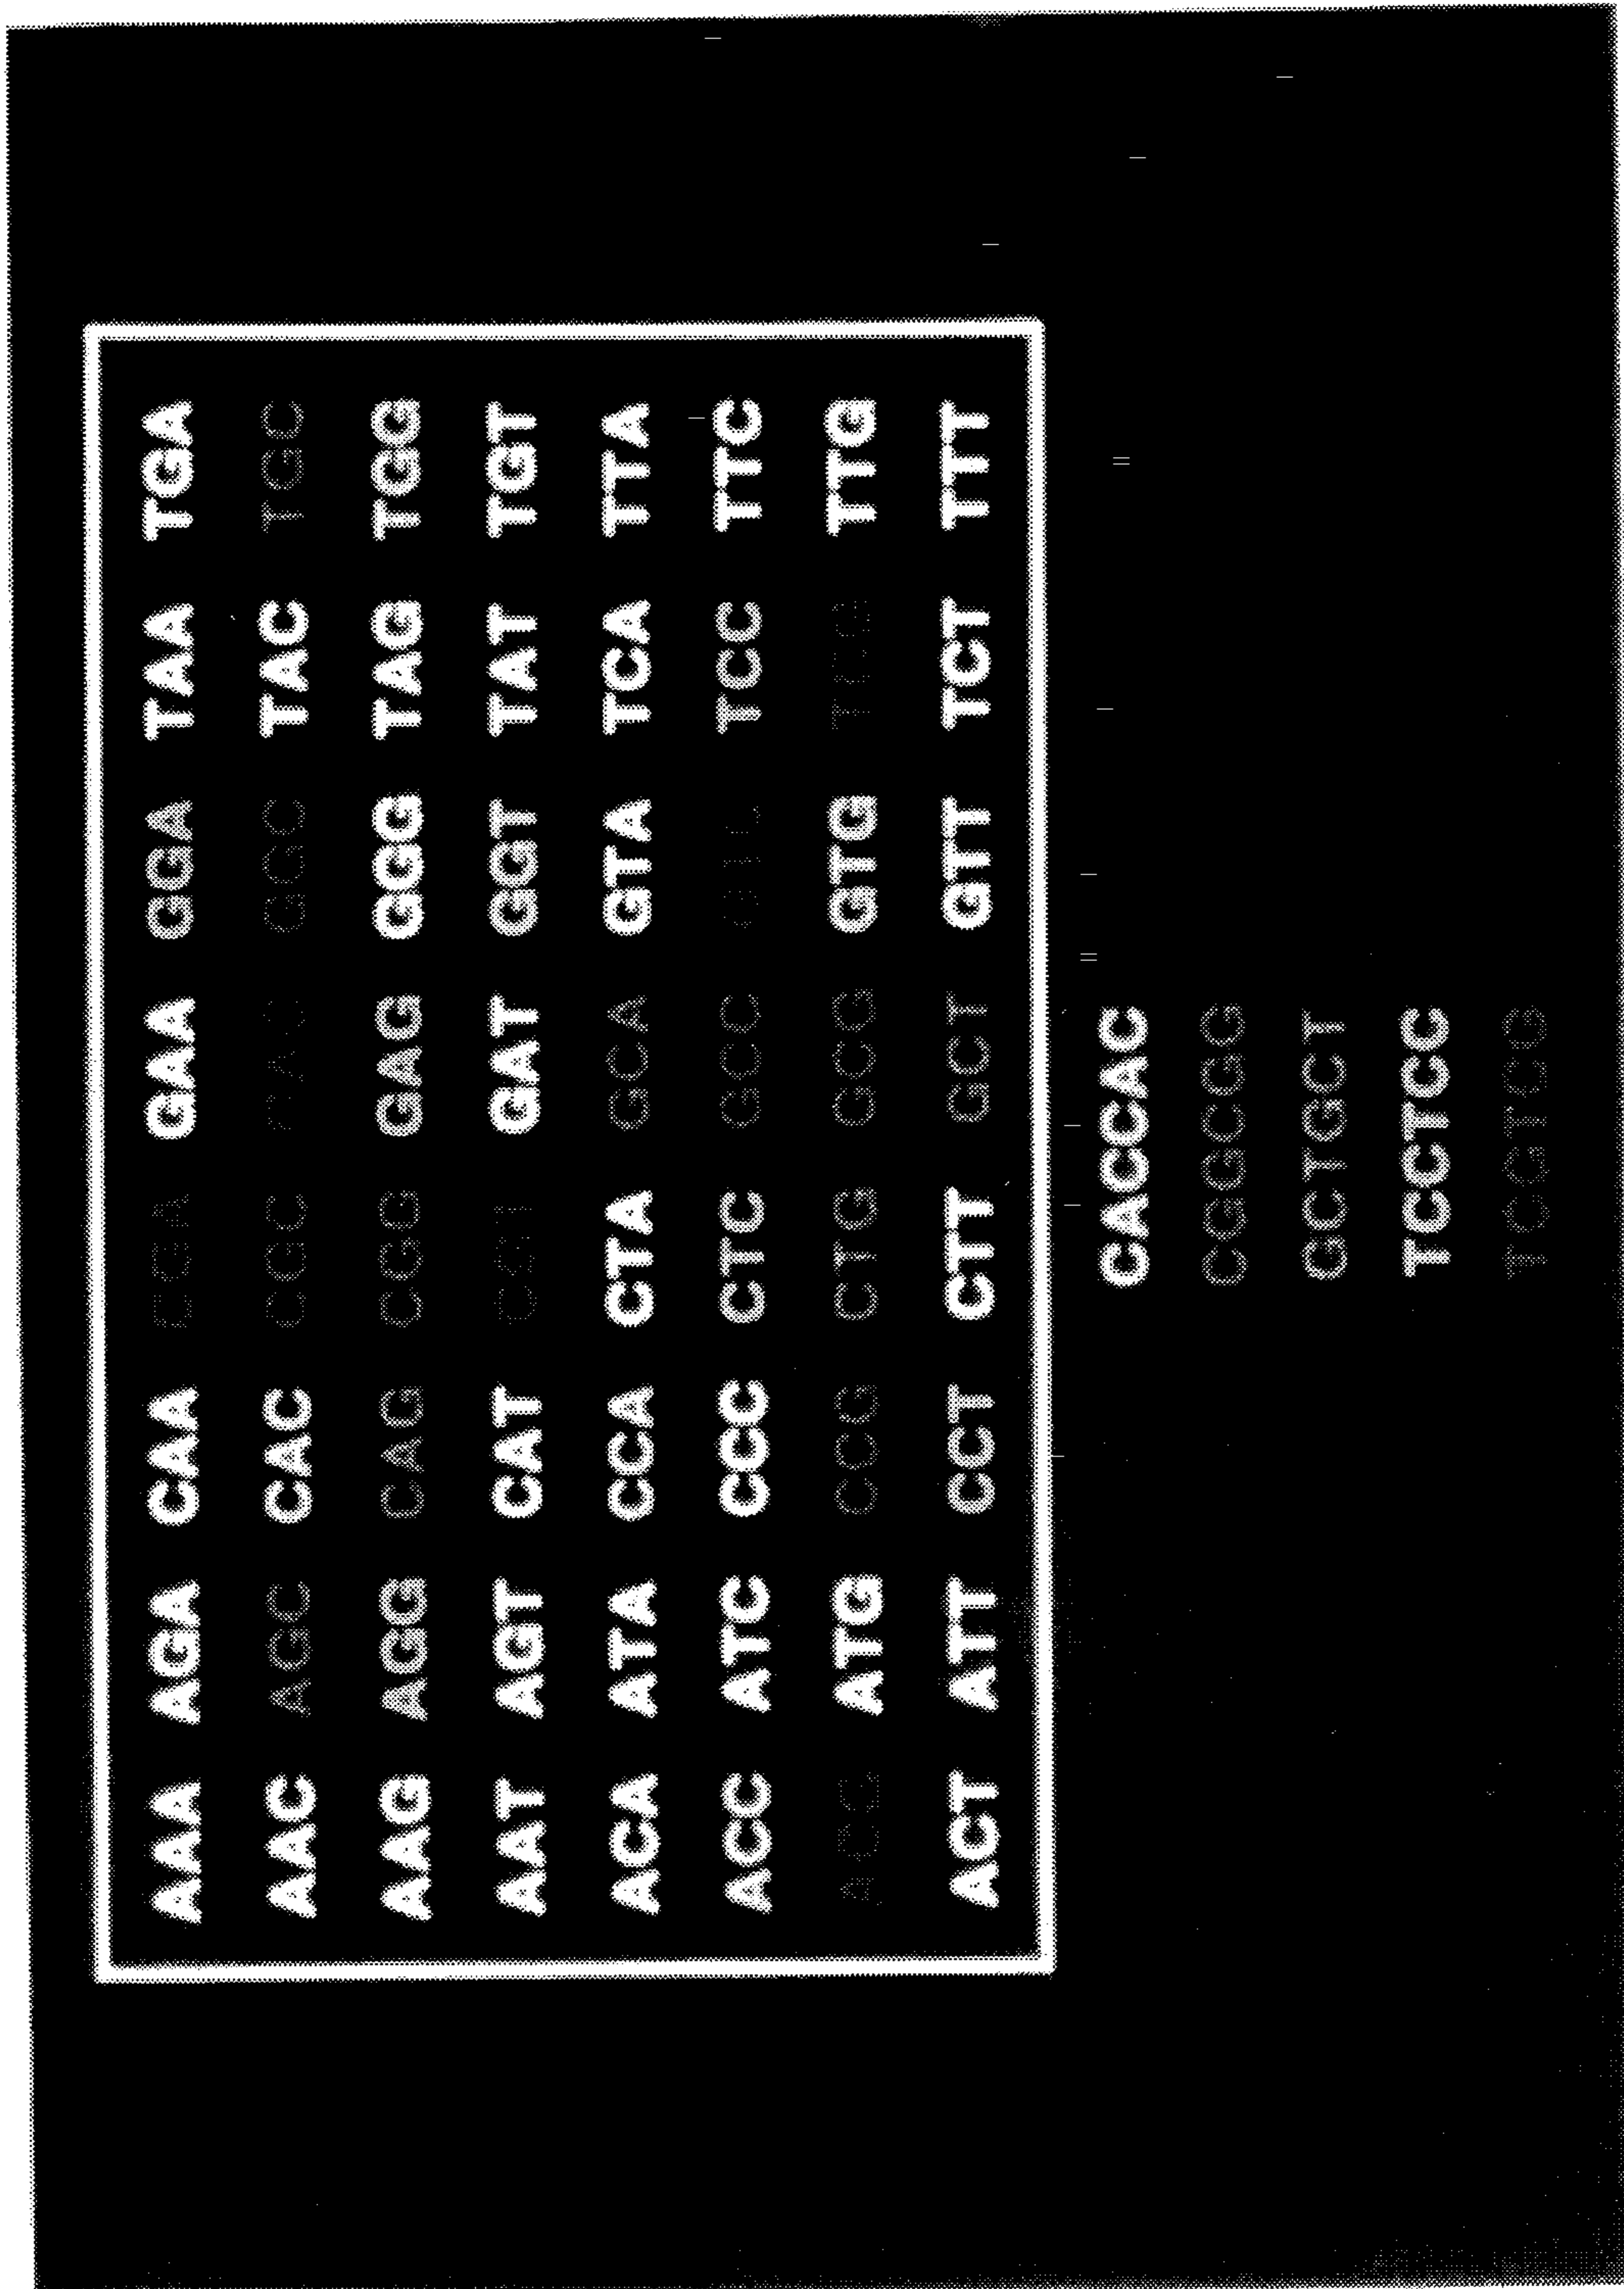 AAA AGA CAA CGA GAA GGA TAA TGA
AAC AGC CAC CGC GAC GGC TAC TGC
AAG AGG CAG CGG GAG GGG TAG TGG
AAT AGT CAT CGT GAT GGT TAT TGT
ACA ATA CCA CTA GCA GTA TCA TTA
ACC ATC CCC CTC GCC GTC TCC TTC
ACG ATG CCG CTG GCG GTG TCG TTG
ACT ATT CCT CTT GCT GTT TCT TTT
CACCAC
CGGCGG
GCTGCT
TCCTCC
TCGTCG